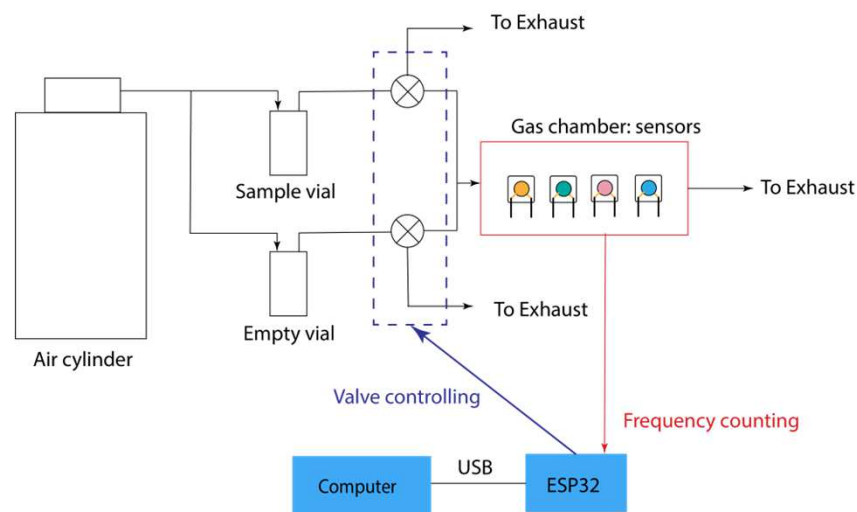 To Exhaust
Gas chamber: sensors
Sample vial
To Exhaust
Empty vial
To Exhaust
Air cylinder
Valve controlling
Frequency counting
USB
Computer
ESP32